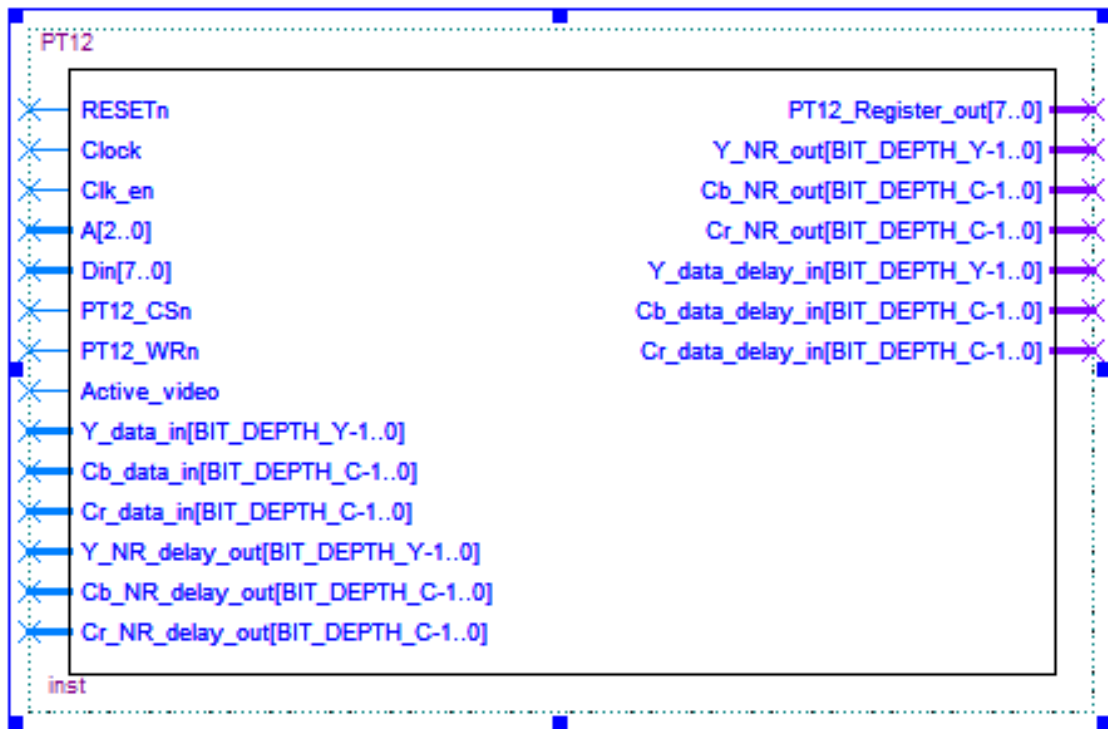 PT12
RESETn
Clock
Clk_en
A[2..0]
Din[7..0]
PT12_CSn
PT12_WRn
Active_video
Y_data_in[BIT_DEPTH_Y-1..0]
Cb_data_in[BIT_DEPTH_C-1..0]
Cr_data_in[BIT_DEPTH_C-1..0]
Y_NR_delay_out[BIT_DEPTH_Y-1..0]
Cb_NR_delay_out[BIT_DEPTH_C-1..0]
Cr_NR_delay_out[BIT_DEPTH_C-1..0]
PT12_Register_out[7..0]
Y_NR_out[BIT_DEPTH_Y-1..0]
Cb_NR_out[BIT_DEPTH_C-1..0]
Cr_NR_out[BIT_DEPTH_C-1..0]
Y_data_delay_in[BIT_DEPTH_Y-1..0]
Cb_data_delay_in[BIT_DEPTH_C-1..0]
Cr_data_delay_in[BIT_DEPTH_C-1..0]
inst